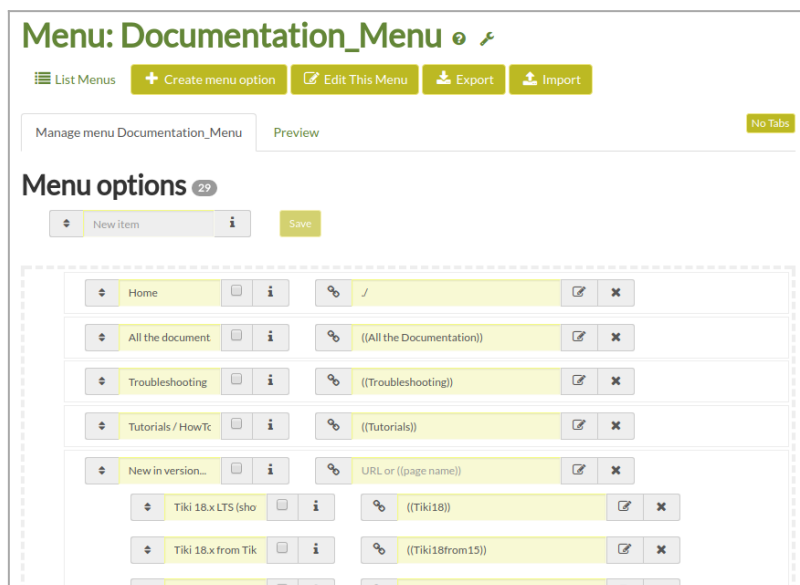 Menu: Documentation_Menu
List Menus Create menu option Edit This Menu Export Import
Manage menu Documentation_Menu Preview No Tabs
Menu options 29
New item Save
Home ./
All the document ((All the Documentation))
Troubleshooting ((Troubleshooting))
Tutorials / HowTo ((Tutorials))
New in version... URL or ((page name))
Tiki 18.x LTS (sho ((Tiki18))
Tiki 18.x from Tik ((Tiki18from15))